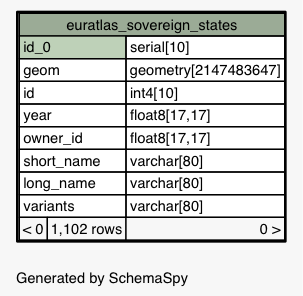 euratlas_sovereign_states
id_0 serial[10]
geom geometry[2147483647]
id int4[10]
year float8[17,17]
owner_id float8[17,17]
short_name varchar[80]
long_name varchar[80]
variants varchar[80]
< 0 1,102 rows 0 >
Generated by SchemaSpy